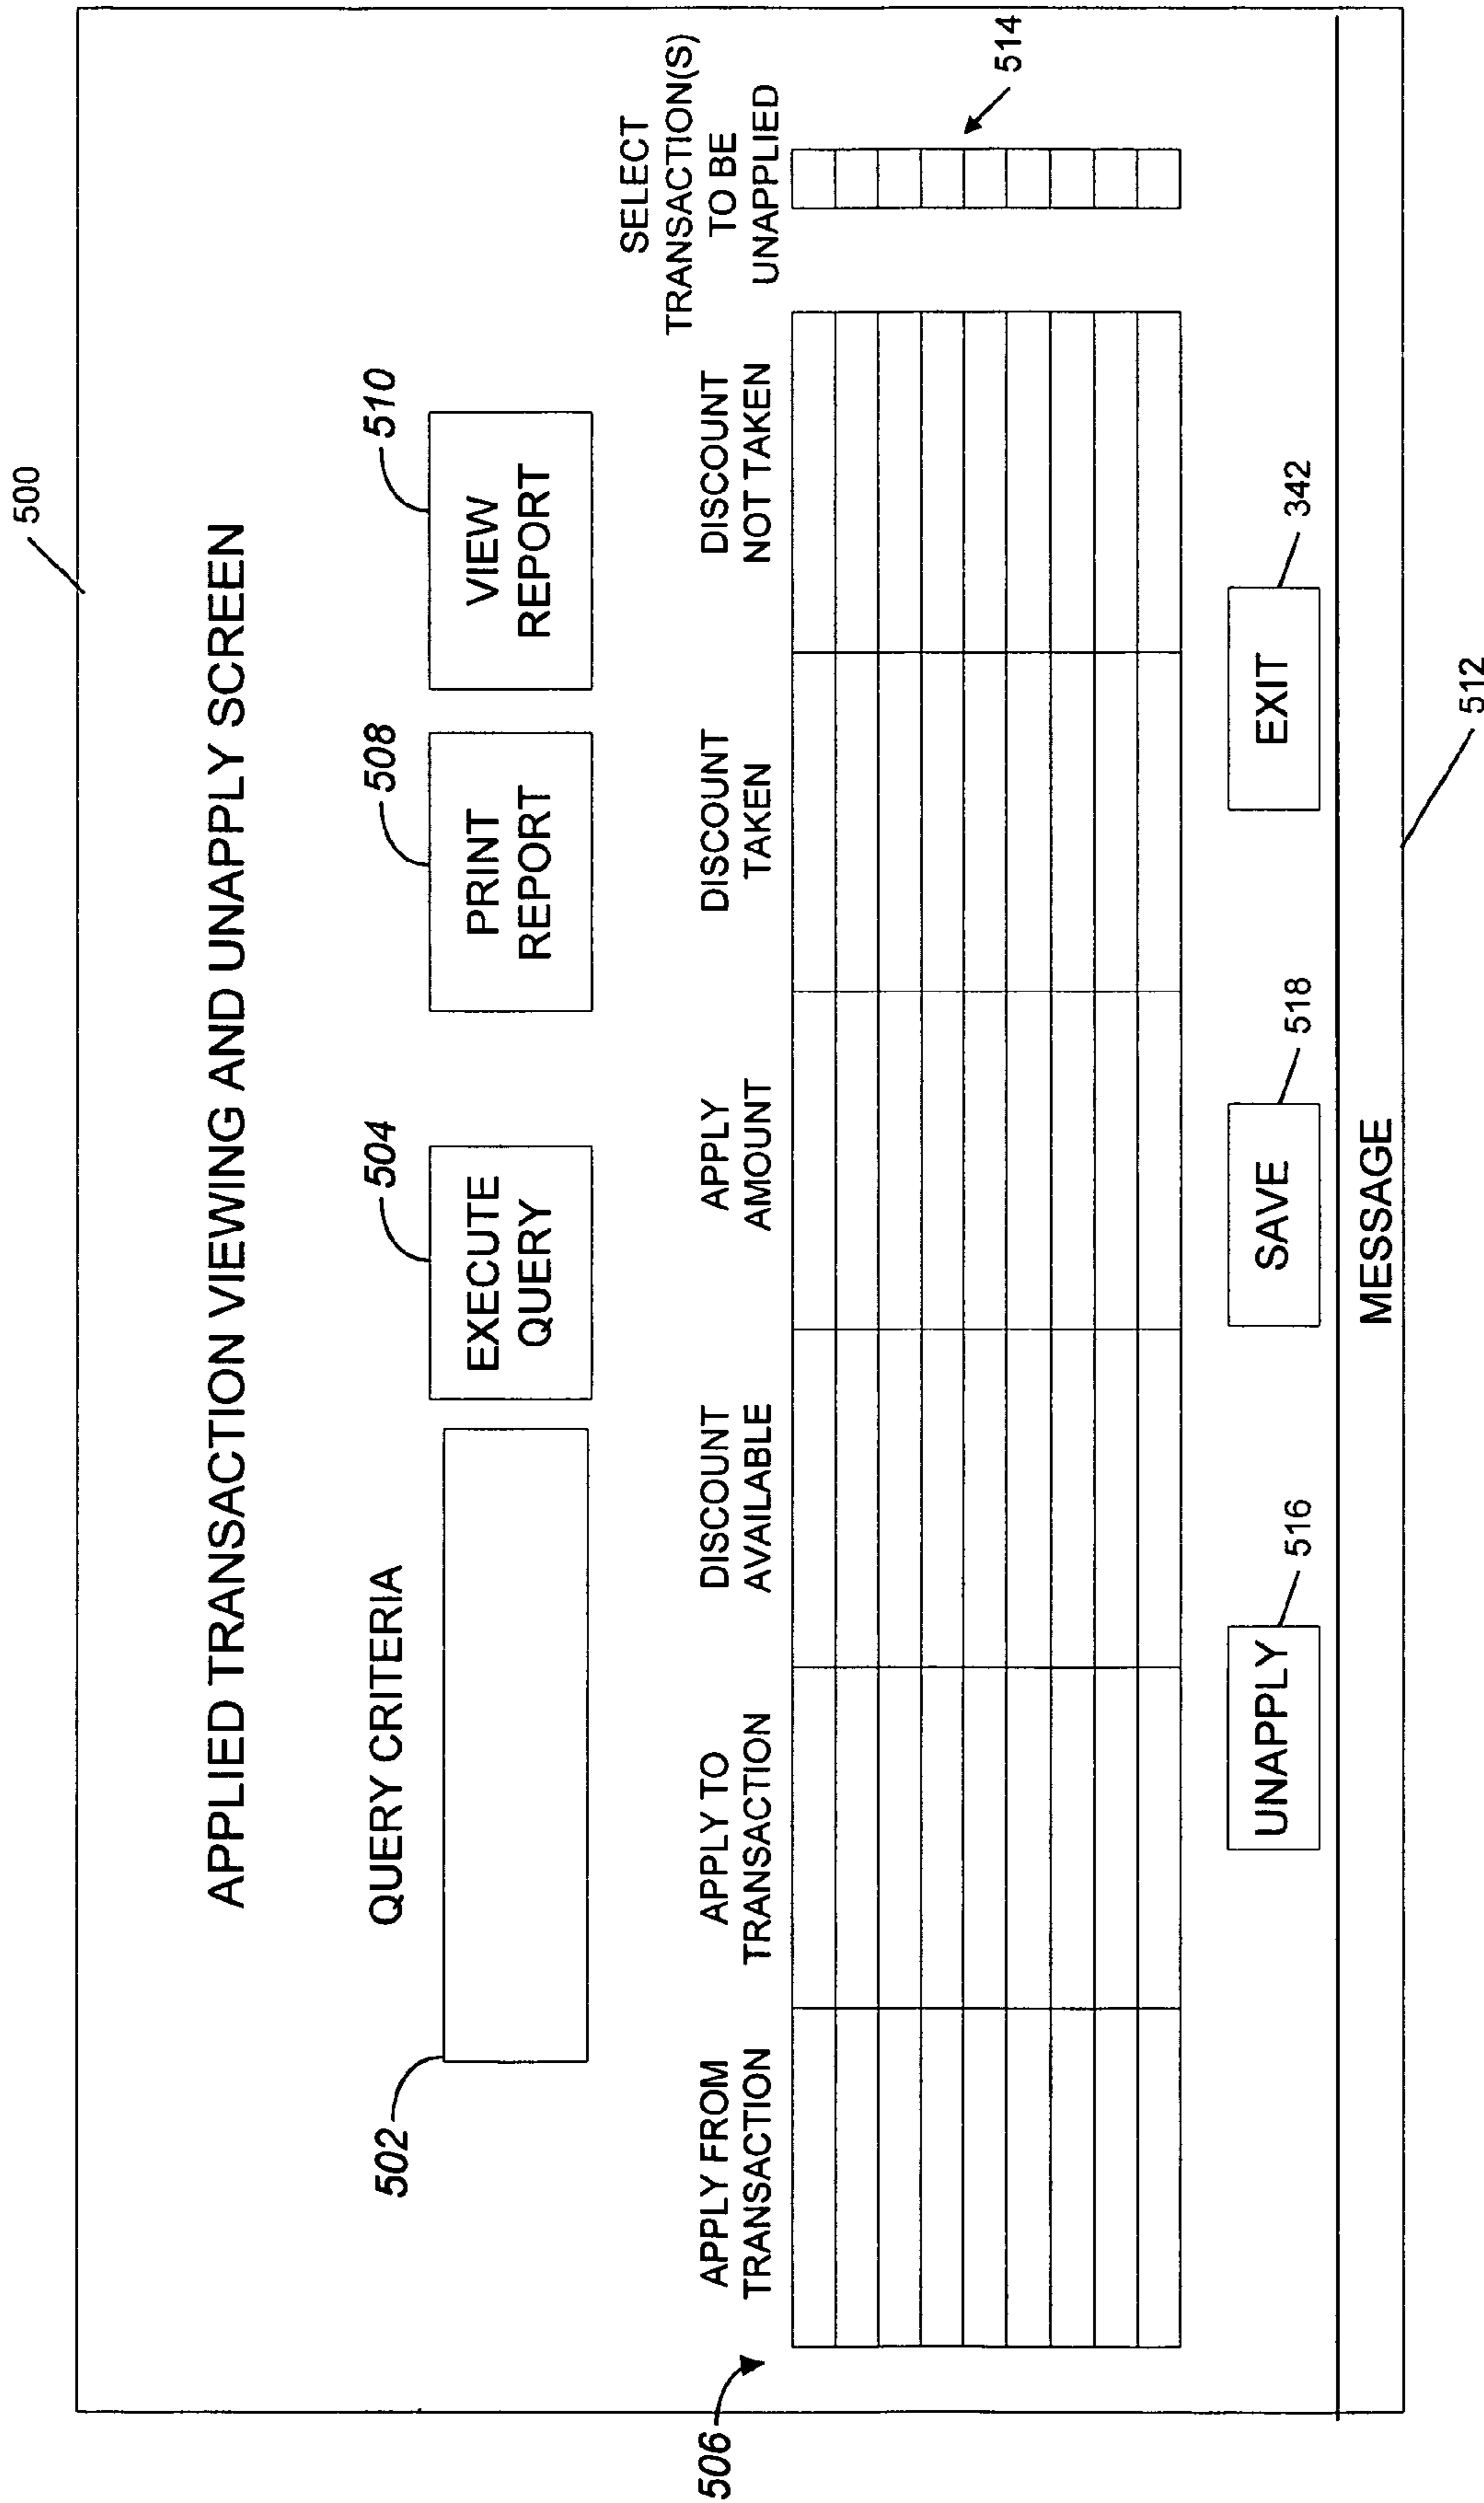 500
APPLIED TRANSACTION VIEWING AND UNAPPLY SCREEN
502
QUERY CRITERIA
504
EXECUTE
QUERY
508
PRINT
REPORT
510
VIEW
REPORT
506
APPLY FROM
TRANSACTION
APPLY TO
TRANSACTION
DISCOUNT
AVAILABLE
APPLY
AMOUNT
DISCOUNT
TAKEN
DISCOUNT
NOT TAKEN
SELECT
TRANSACTION(S)
TO BE
UNAPPLIED
514
UNAPPLY
516
SAVE
518
EXIT
342
MESSAGE
512